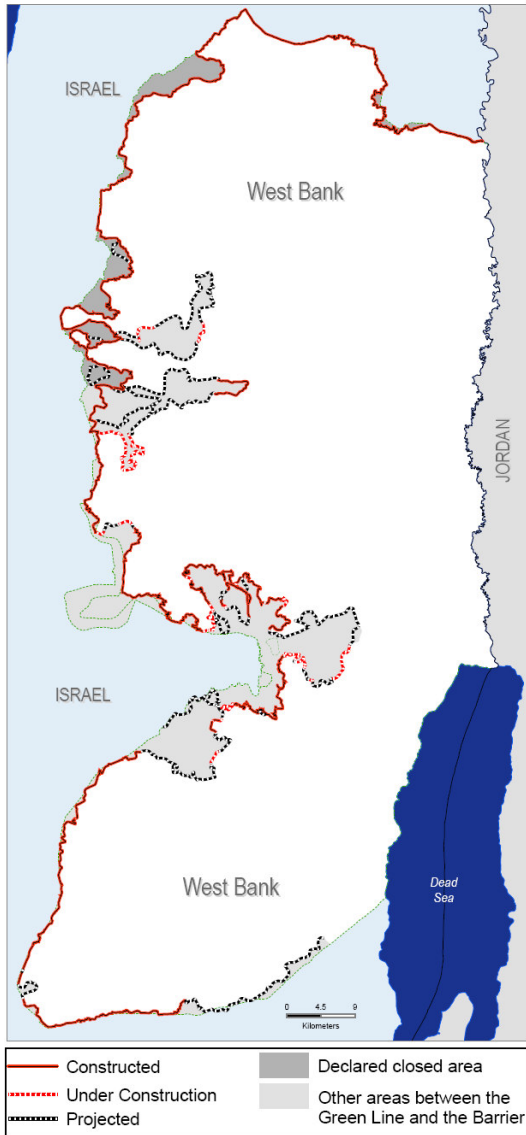 ISRAEL
West Bank
JORDAN
ISRAEL
West Bank
Dead
Sea
0 4.5 9
Kilometers
Constructed
Under Construction
Projected
Declared closed area
Other areas between the
Green Line and the Barrier